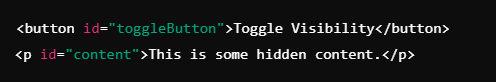 <button id="toggleButton">Toggle Visibility</button>
<p id="content">This is some hidden content.</p>